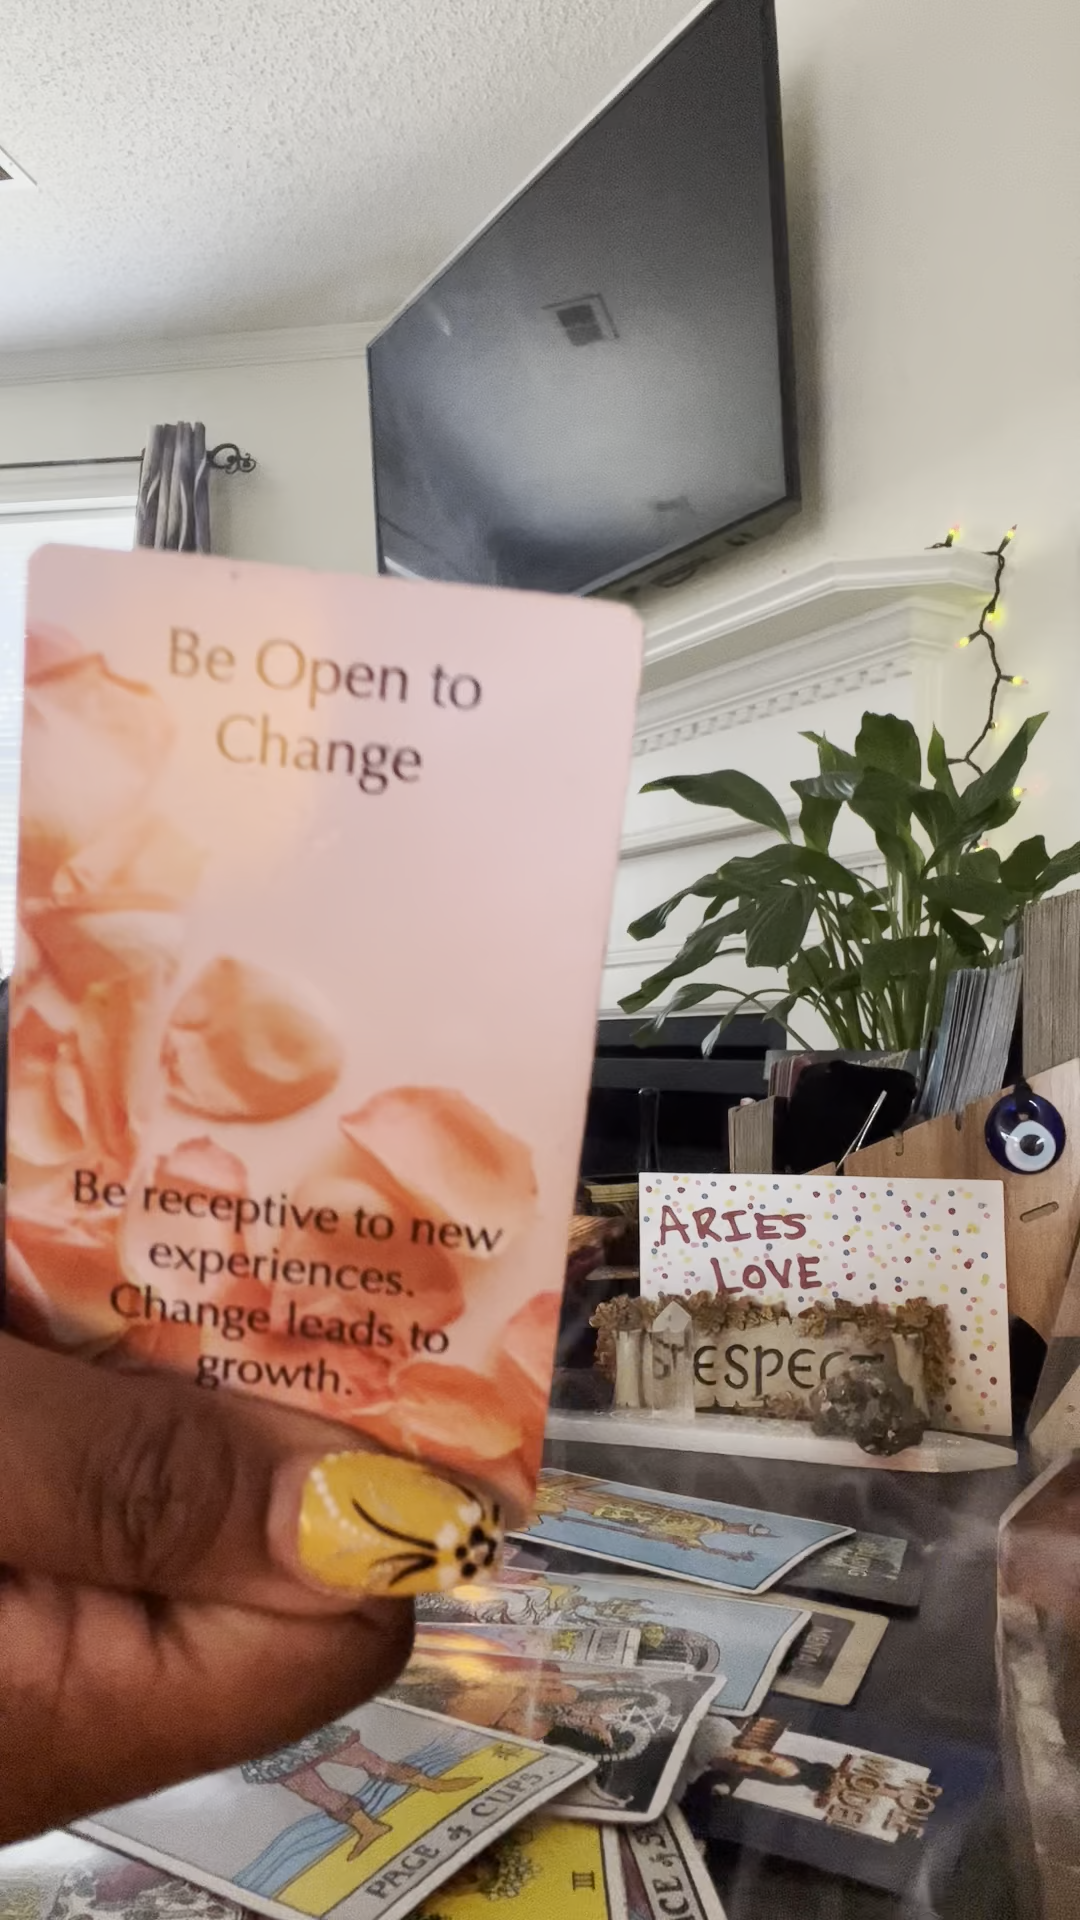 Be Open to
Change
Be receptive to new
experiences.
Change leads to
growth.
ARIES
LOVE
RESPECT
PAGE of CUPS.
III
ROLE
MODEL